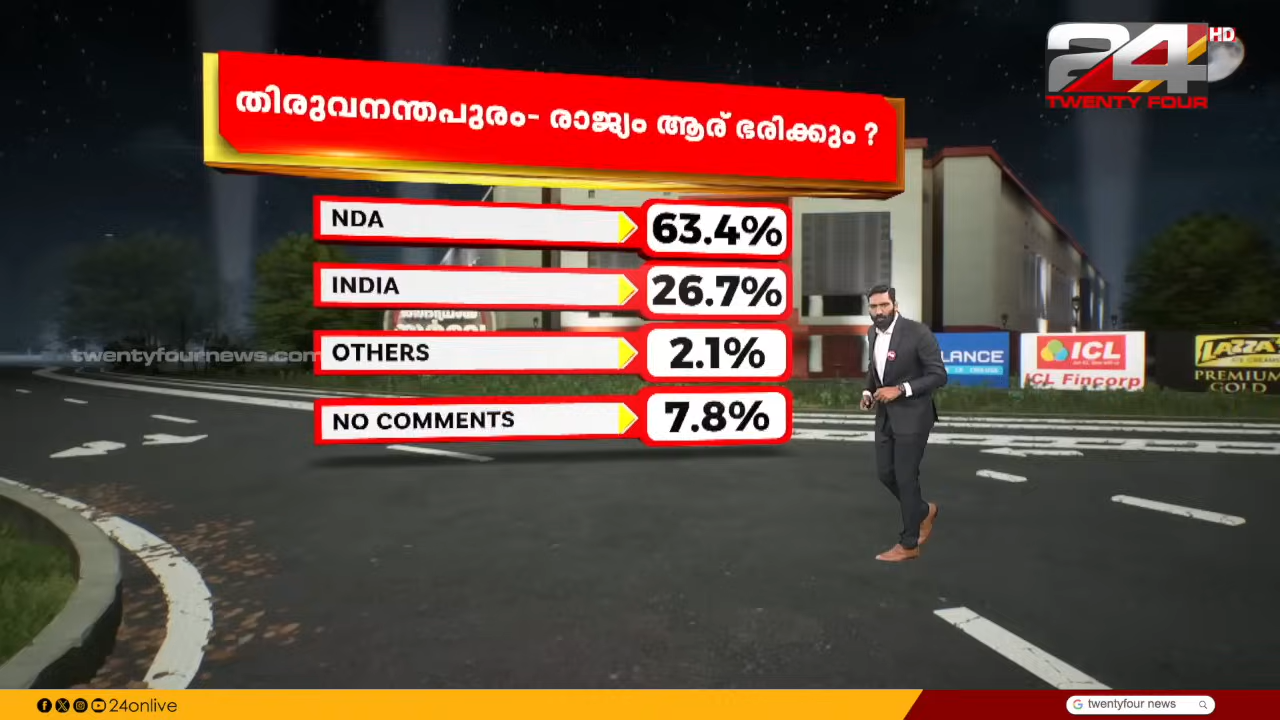 24 HD
TWENTY FOUR
തിരുവനന്തപുരം- രാജ്യം ആര് ഭരിക്കും ?
NDA 63.4%
INDIA 26.7%
OTHERS 2.1%
NO COMMENTS 7.8%
twentyfournews.com
LANCE
ICL
ICL Fincorp
LAZZA
PREMIUM
GOLD
24onlive
twentyfour news